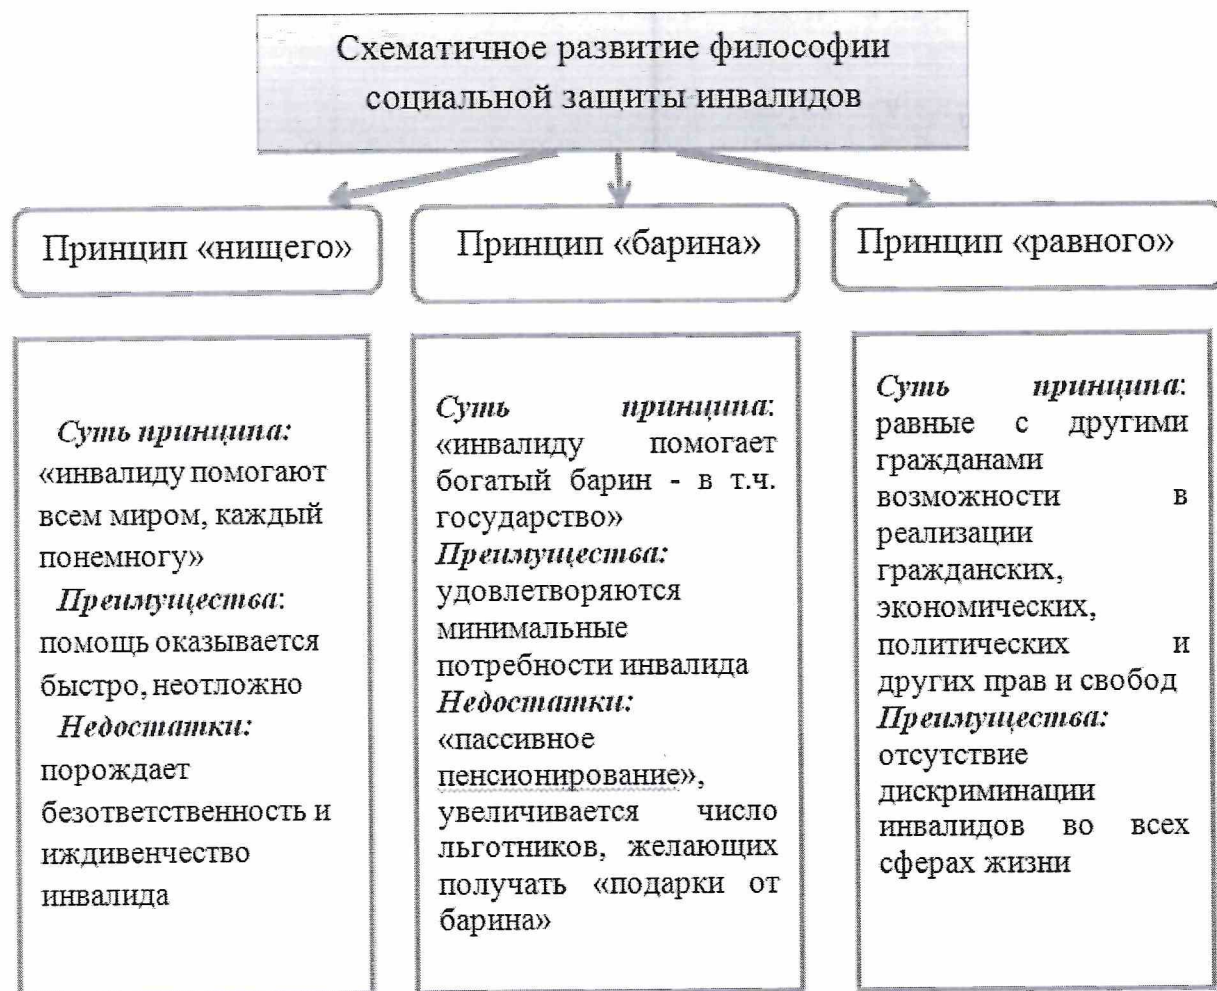 Схематичное развитие философии
социальной защиты инвалидов
Принцип «нищего»
Принцип «барина»
Принцип «равного»
Суть принципа:
«инвалиду помогают
всем миром, каждый
понемногу»
Преимущества:
помощь оказывается
быстро, неотложно
Недостатки:
порождает
безответственность и
иждивенчество
инвалида
Суть принципа:
«инвалиду помогает
богатый барин - в т.ч.
государство»
Преимущества:
удовлетворяются
минимальные
потребности инвалида
Недостатки:
«пассивное
пенсионирование»,
увеличивается число
льготников, желающих
получать «подарки от
барина»
Суть принципа:
равные с другими
гражданами
возможности в
реализации
гражданских,
экономических,
политических и
других прав и свобод
Преимущества:
отсутствие
дискриминации
инвалидов во всех
сферах жизни